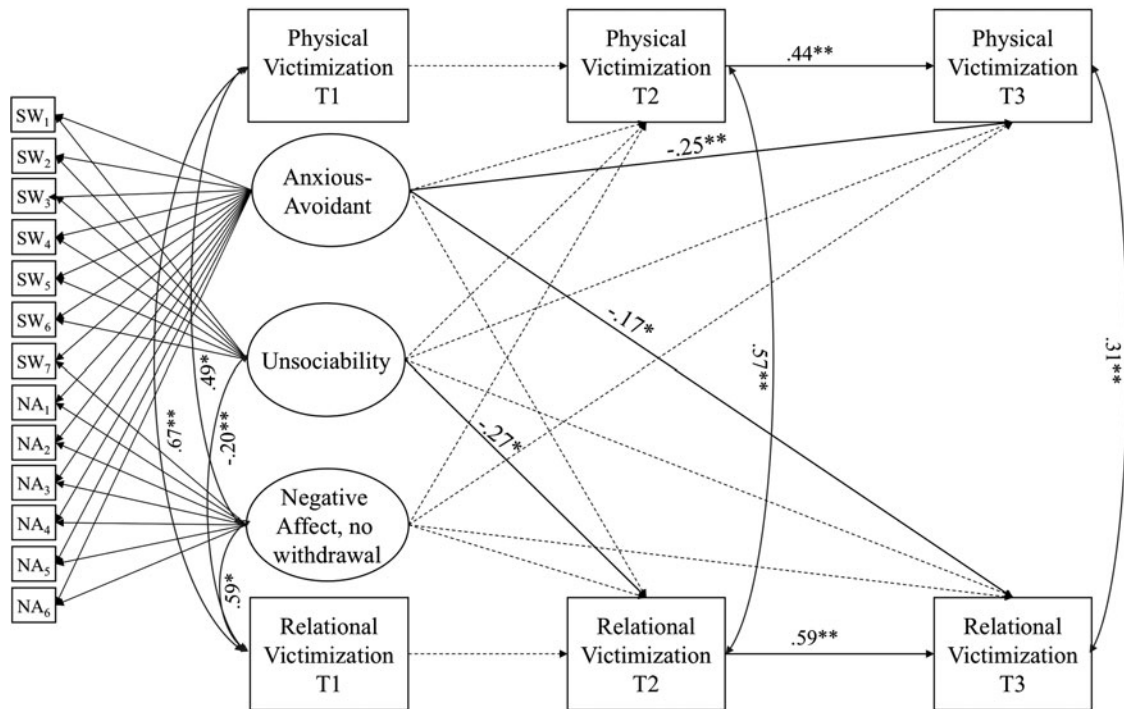 Physical
Victimization
T1
Physical
Victimization
T2
.44**
Physical
Victimization
T3
SW1
SW2
SW3
SW4
SW5
SW6
SW7
NA1
NA2
NA3
NA4
NA5
NA6
Anxious-
Avoidant
-.25**
Unsociability
-.17*
-.27*
.67**
.49*
-.20**
.59*
.57**
.31**
Negative
Affect, no
withdrawal
Relational
Victimization
T1
Relational
Victimization
T2
.59**
Relational
Victimization
T3